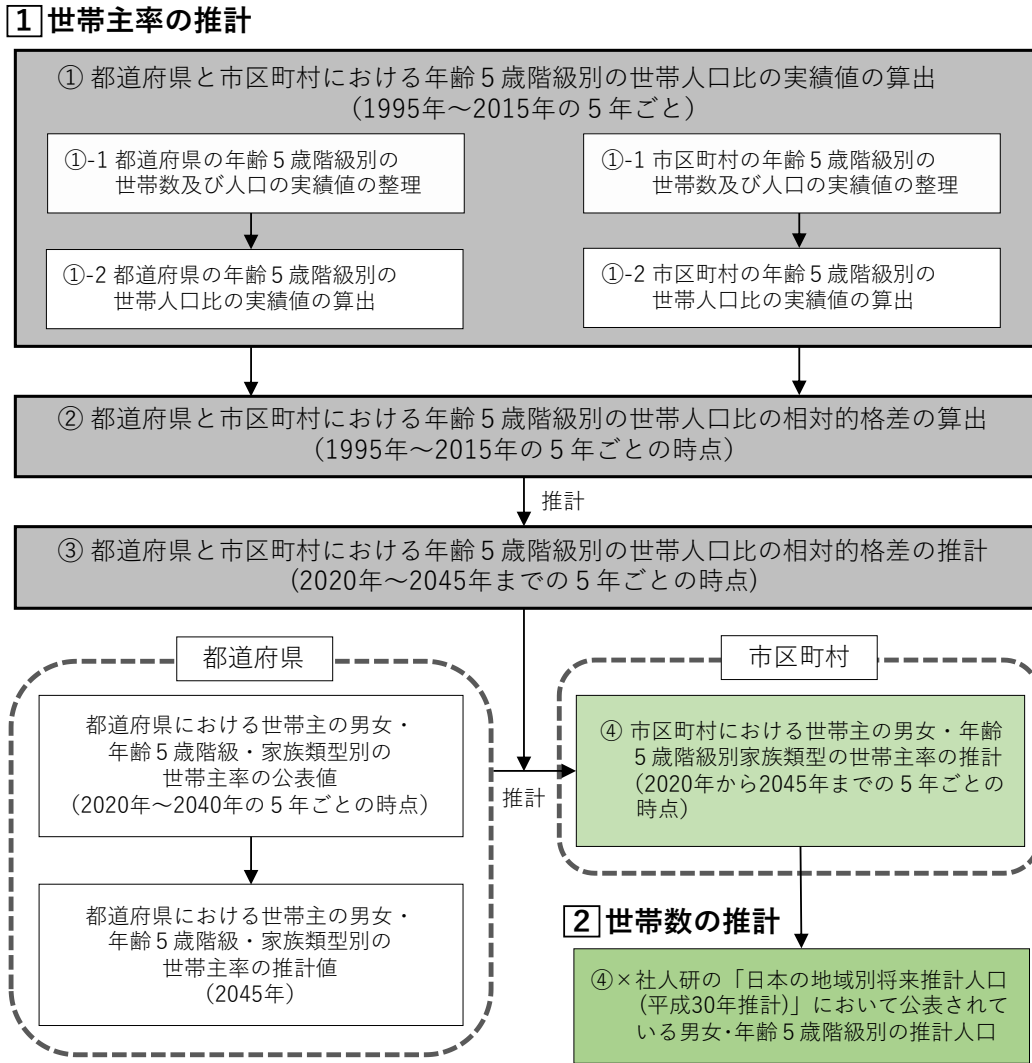 1 世帯主率の推計
① 都道府県と市区町村における年齢５歳階級別の世帯人口比の実績値の算出
（1995年～2015年の５年ごと）
①-1 都道府県の年齢５歳階級別の
世帯数及び人口の実績値の整理
①-2 都道府県の年齢５歳階級別の
世帯人口比の実績値の算出
①-1 市区町村の年齢５歳階級別の
世帯数及び人口の実績値の整理
①-2 市区町村の年齢５歳階級別の
世帯人口比の実績値の算出
② 都道府県と市区町村における年齢５歳階級別の世帯人口比の相対的格差の算出
(1995年～2015年の５年ごとの時点)
推計
③ 都道府県と市区町村における年齢５歳階級別の世帯人口比の相対的格差の推計
(2020年～2045年までの５年ごとの時点)
都道府県
都道府県における世帯主の男女・
年齢５歳階級・家族類型別の
世帯主率の公表値
(2020年～2040年の５年ごとの時点)
都道府県における世帯主の男女・
年齢５歳階級・家族類型別の
世帯主率の推計値
(2045年)
推計
市区町村
④ 市区町村における世帯主の男女・年齢
５歳階級別家族類型の世帯主率の推計
(2020年から2045年までの５年ごとの
時点)
2 世帯数の推計
④×社人研の「日本の地域別将来推計人口
(平成30年推計)」において公表されて
いる男女･年齢５歳階級別の推計人口